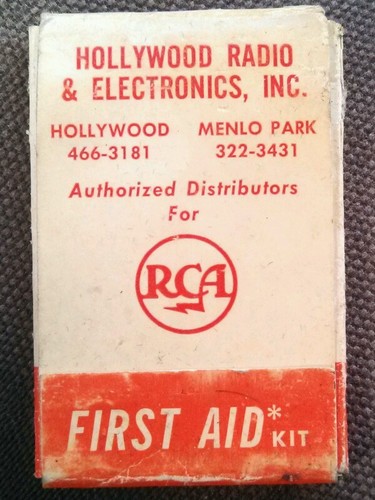 HOLLYWOOD RADIO
& ELECTRONICS, INC.
HOLLYWOOD MENLO PARK
466-3181 322-3431
Authorized Distributors
For
RCA
FIRST AID* KIT